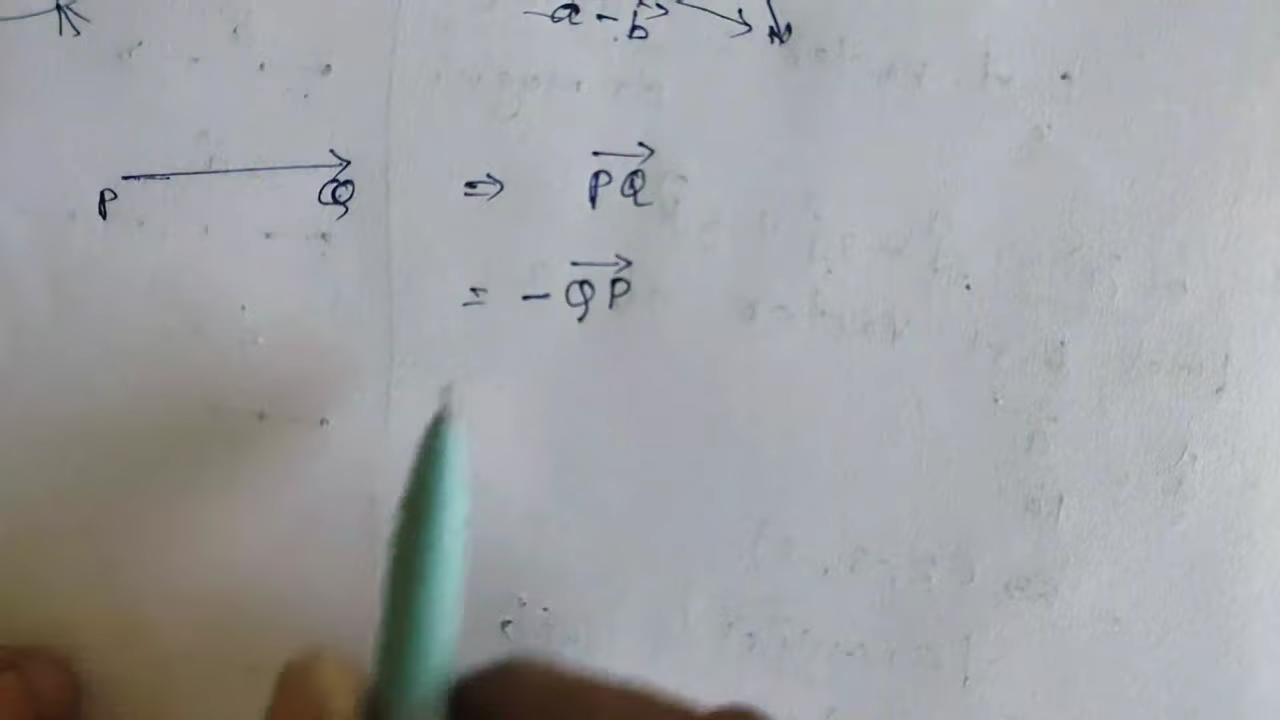 -a - b
P Q ⇒ PQ
= - QP